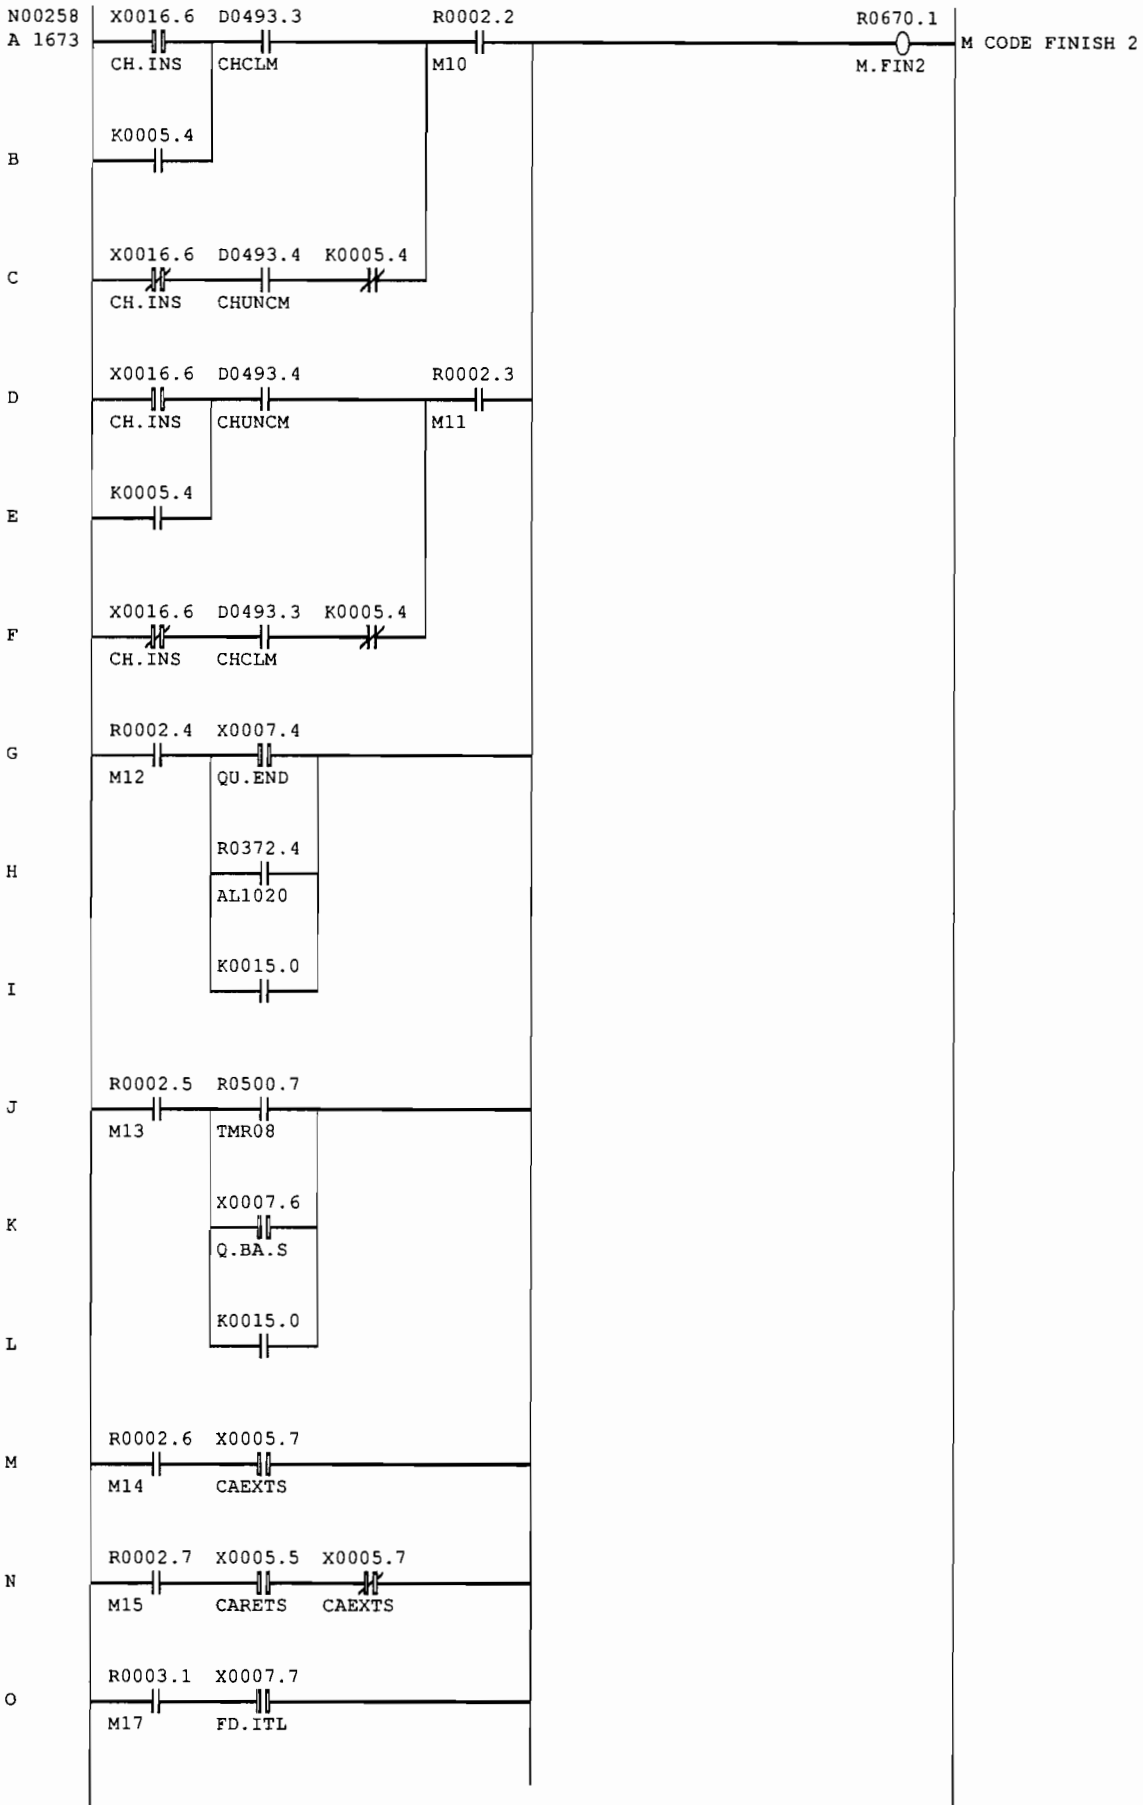 N00258 X0016.6 D0493.3 R0002.2 R0670.1
A 1673 M CODE FINISH 2
CH.INS CHCLM M10 M.FIN2
K0005.4
B
X0016.6 D0493.4 K0005.4
C
CH.INS CHUNCM
X0016.6 D0493.4 R0002.3
D
CH.INS CHUNCM M11
K0005.4
E
X0016.6 D0493.3 K0005.4
F
CH.INS CHCLM
R0002.4 X0007.4
G
M12 QU.END
R0372.4
H
AL1020
K0015.0
I
R0002.5 R0500.7
J
M13 TMR08
X0007.6
K
Q.BA.S
K0015.0
L
R0002.6 X0005.7
M
M14 CAEXTS
R0002.7 X0005.5 X0005.7
N
M15 CARETS CAEXTS
R0003.1 X0007.7
O
M17 FD.ITL